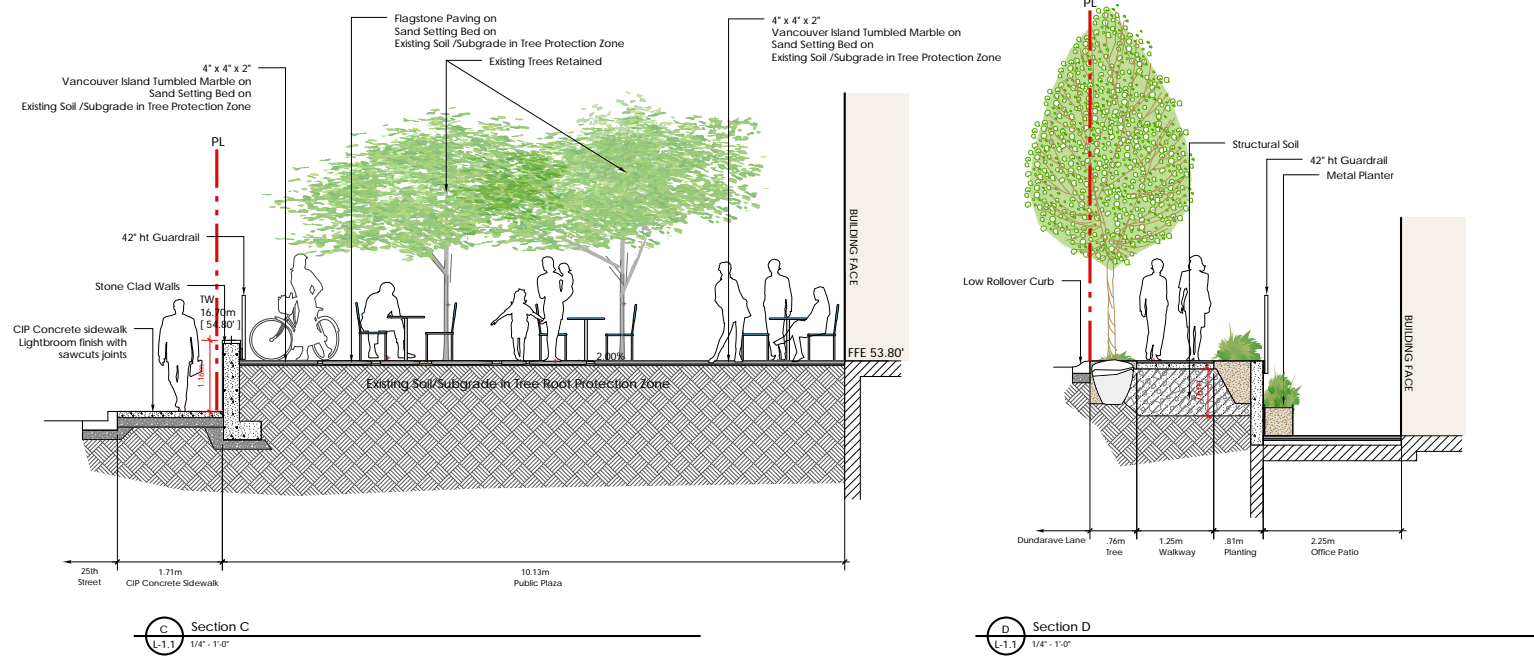 Flagstone Paving on
Sand Setting Bed on
Existing Soil /Subgrade in Tree Protection Zone
Existing Trees Retained
4" x 4" x 2"
Vancouver Island Tumbled Marble on
Sand Setting Bed on
Existing Soil /Subgrade in Tree Protection Zone
4" x 4" x 2"
Vancouver Island Tumbled Marble on
Sand Setting Bed on
Existing Soil /Subgrade in Tree Protection Zone
PL
42" ht Guardrail
Stone Clad Walls
TW
16.70m
[ 54.80' ]
CIP Concrete sidewalk
Lightbroom finish with
sawcuts joints
BUILDING FACE
FFE 53.80'
2.00%
Existing Soil/Subgrade in Tree Root Protection Zone
25th
Street
1.71m
CIP Concrete Sidewalk
10.13m
Public Plaza
C
L-1.1
Section C
1/4" - 1'-0"
PL
Structural Soil
42" ht Guardrail
Metal Planter
Low Rollover Curb
BUILDING FACE
Dundarave Lane
.76m
Tree
1.25m
Walkway
.81m
Planting
2.25m
Office Patio
D
L-1.1
Section D
1/4" - 1'-0"